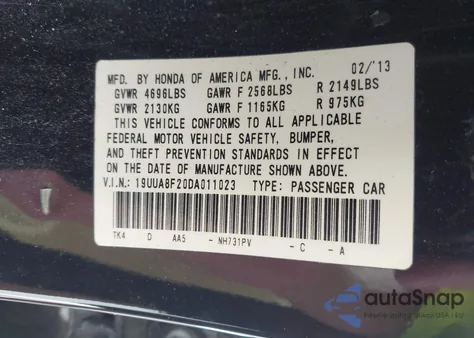 MFD. BY HONDA OF AMERICA MFG., INC. 02/'13
GVWR 4696LBS GAWR F 2568LBS R 2149LBS
GVWR 2130KG GAWR F 1165KG R 975KG
THIS VEHICLE CONFORMS TO ALL APPLICABLE
FEDERAL MOTOR VEHICLE SAFETY, BUMPER,
AND THEFT PREVENTION STANDARDS IN EFFECT
ON THE DATE OF MANUFACTURE SHOWN ABOVE.
V.I.N.: 19UUA8F20DA011023 TYPE: PASSENGER CAR
TK4 D AA5 - NH731PV - C - A
autoSnap